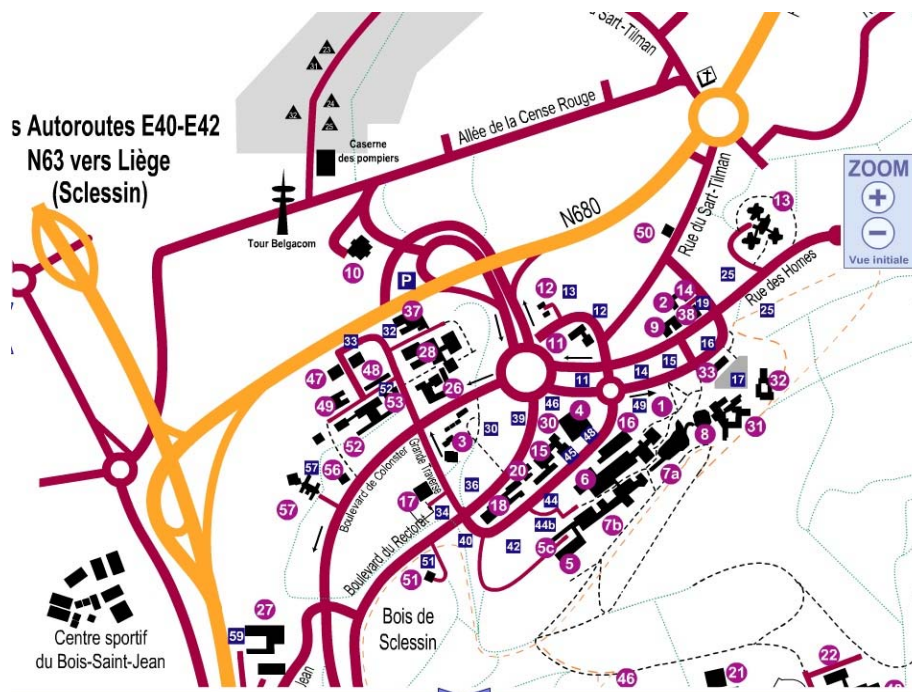 Sart-Tilman
23
31
24
32
25
s Autoroutes E40-E42
N63 vers Liège
(Sclessin)
Caserne
des pompiers
Allée de la Cense Rouge
Tour Belgacom
N680
Rue du Sart-Tilman
Rue des Homes
ZOOM
+
−
Vue initiale
13
50
10
P
25
25
12
13
2
14
19
38
9
12
11
37
32
33
28
47
48
52
53
26
49
52
56
57
57
16
15
33
14
11
17
32
31
49
1
46
4
39
30
16
48
45
15
30
3
20
6
8
7a
36
18
44
7b
44b
17
34
40
42
5c
5
51
51
Grande Traverse
Boulevard de Colonster
Boulevard du Rectorat
Bois de
Sclessin
Centre sportif
du Bois-Saint-Jean
27
59
Jean
46
21
22